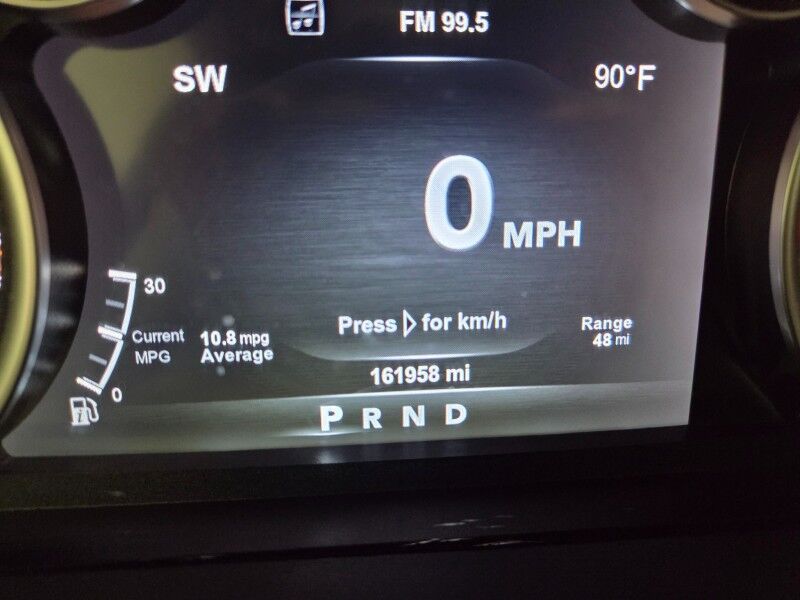 FM 99.5
SW
90°F
0 MPH
30
Current
MPG
0
10.8 mpg
Average
Press ▷ for km/h
Range
48 mi
161958 mi
P R N D